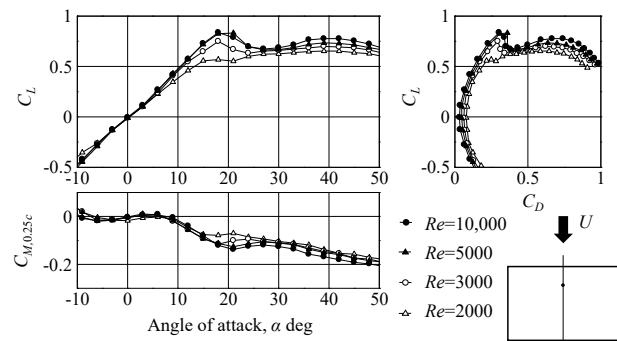 1
0.5
0
-0.5
C_L
-10 0 10 20 30 40 50
1
0.5
0
-0.5
C_L
0 0.5 1
C_D
0
-0.2
C_{M,0.25c}
-10 0 10 20 30 40 50
Angle of attack, α deg
Re=10,000
Re=5000
Re=3000
Re=2000
U